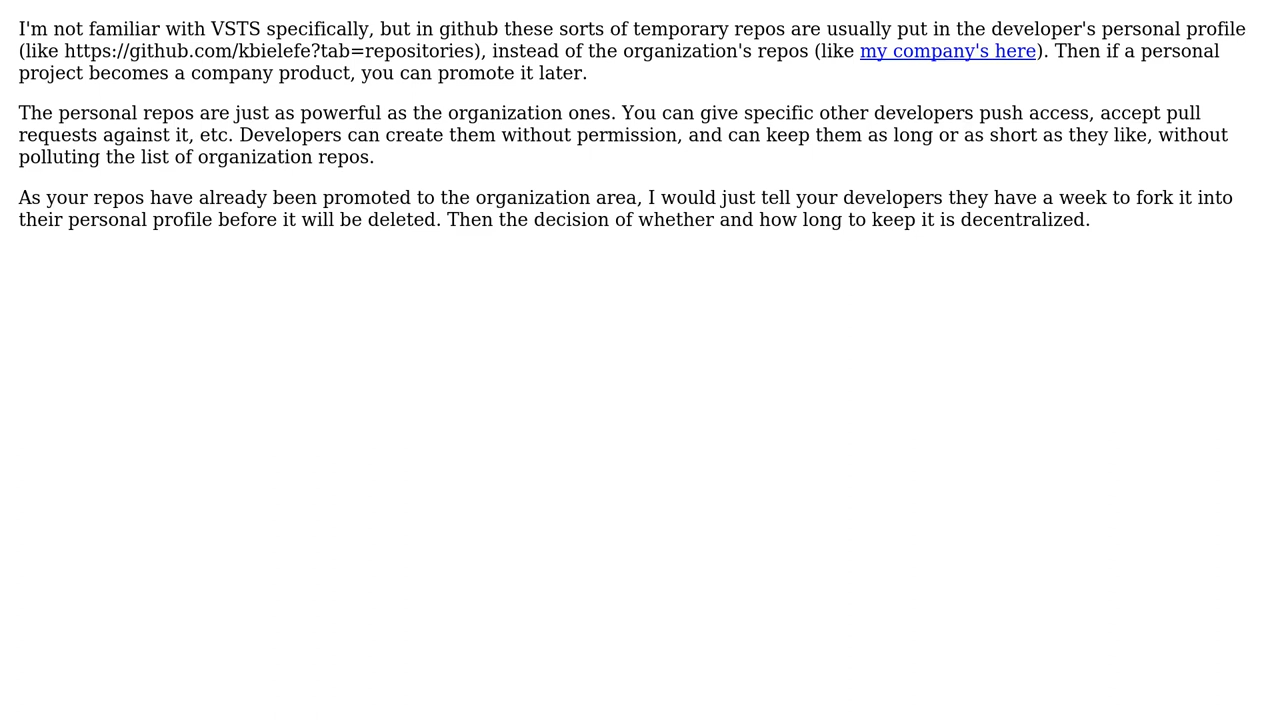 I'm not familiar with VSTS specifically, but in github these sorts of temporary repos are usually put in the developer's personal profile
(like https://github.com/kbielefe?tab=repositories), instead of the organization's repos (like my company's here). Then if a personal
project becomes a company product, you can promote it later.
The personal repos are just as powerful as the organization ones. You can give specific other developers push access, accept pull
requests against it, etc. Developers can create them without permission, and can keep them as long or as short as they like, without
polluting the list of organization repos.
As your repos have already been promoted to the organization area, I would just tell your developers they have a week to fork it into
their personal profile before it will be deleted. Then the decision of whether and how long to keep it is decentralized.